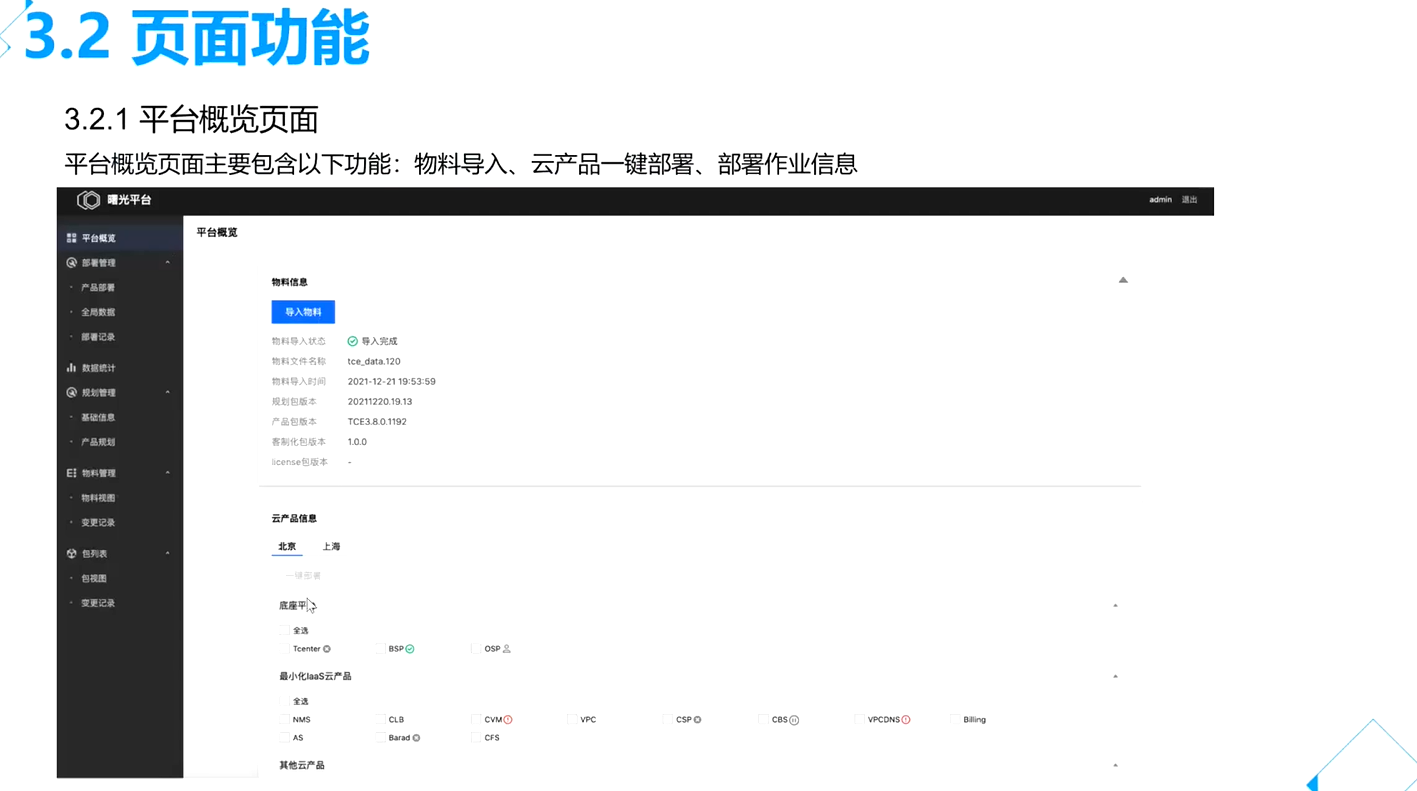 3.2 页面功能
3.2.1 平台概览页面
平台概览页面主要包含以下功能：物料导入、云产品一键部署、部署作业信息
曙光平台
admin 退出
平台概览
部署管理
产品部署
全局数据
部署记录
数据统计
规划管理
基础信息
产品规划
物料管理
物料视图
变更记录
包列表
包视图
变更记录
平台概览
物料信息
导入物料
物料导入状态 导入完成
物料文件名称 tce_data.120
物料导入时间 2021-12-21 19:53:59
规划包版本 20211220.19.13
产品包版本 TCE3.8.0.1192
客制化包版本 1.0.0
license包版本 -
云产品信息
北京 上海
一键部署
底座平台
全选
Tcenter BSP OSP
最小化IaaS云产品
全选
NMS CLB CVM VPC CSP CBS VPCDNS Billing
AS Barad CFS
其他云产品